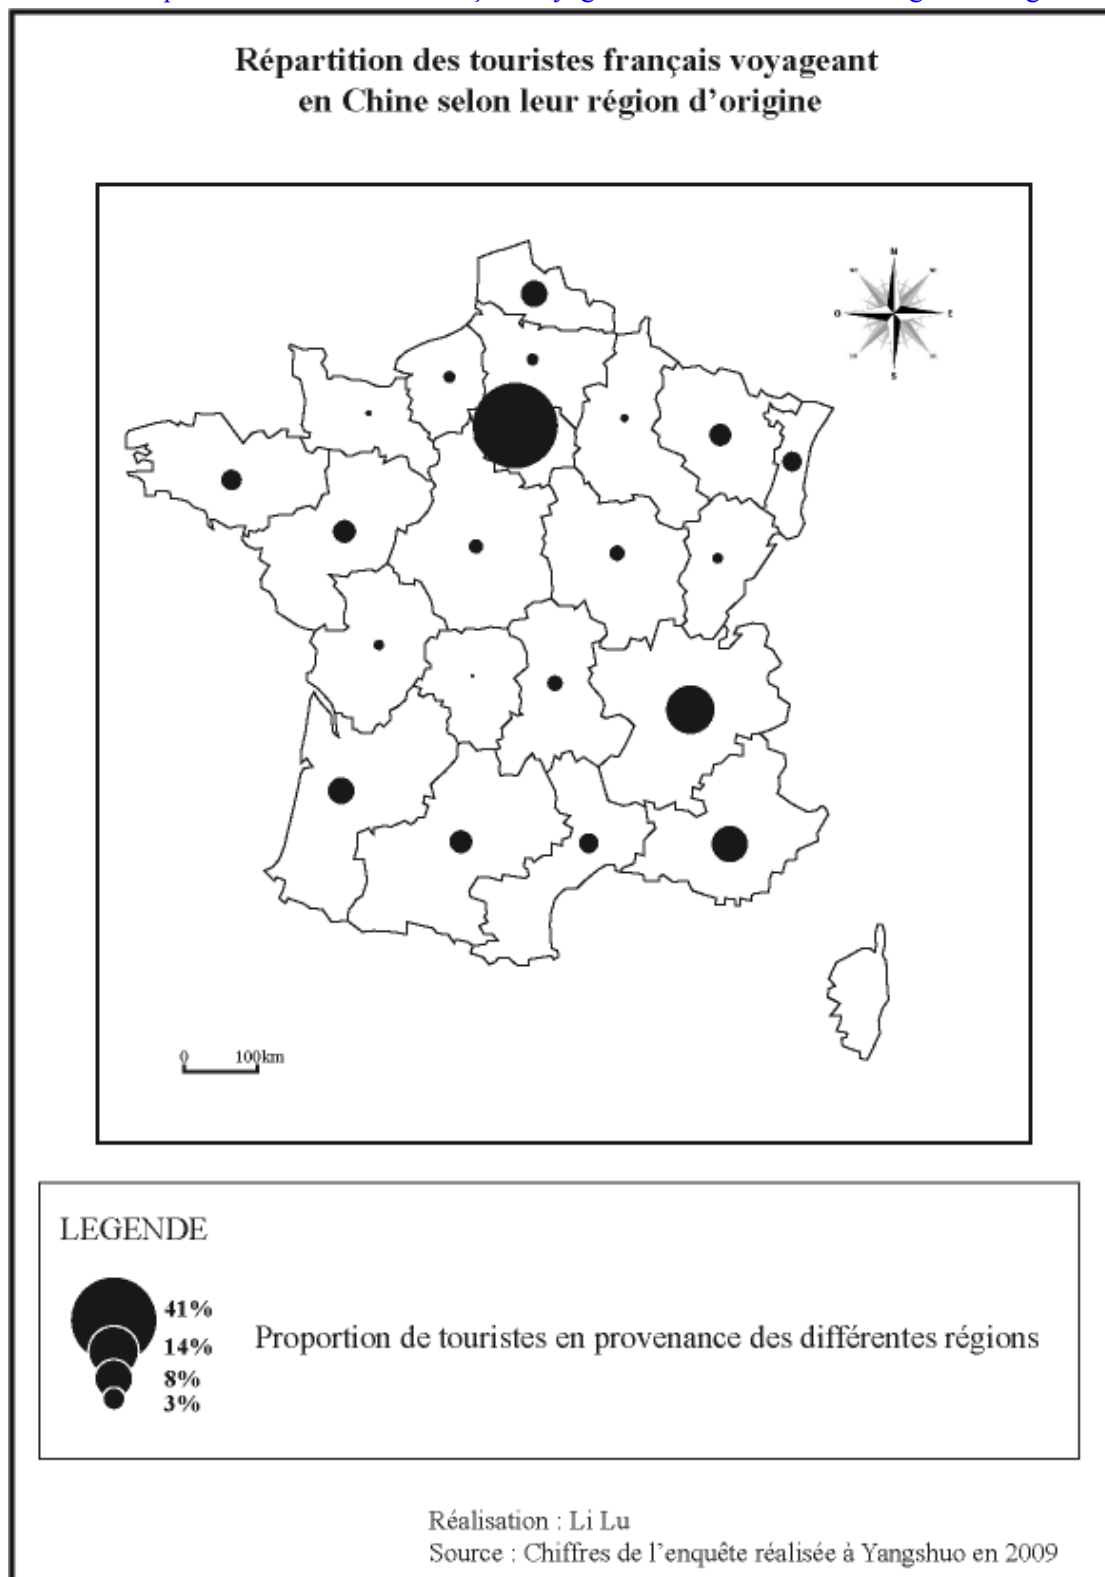 Répartition des touristes français voyageant
en Chine selon leur région d’origine
N
O
E
S
0 100km
LEGENDE
41%
14%
8%
3%
Proportion de touristes en provenance des différentes régions
Réalisation : Li Lu
Source : Chiffres de l’enquête réalisée à Yangshuo en 2009